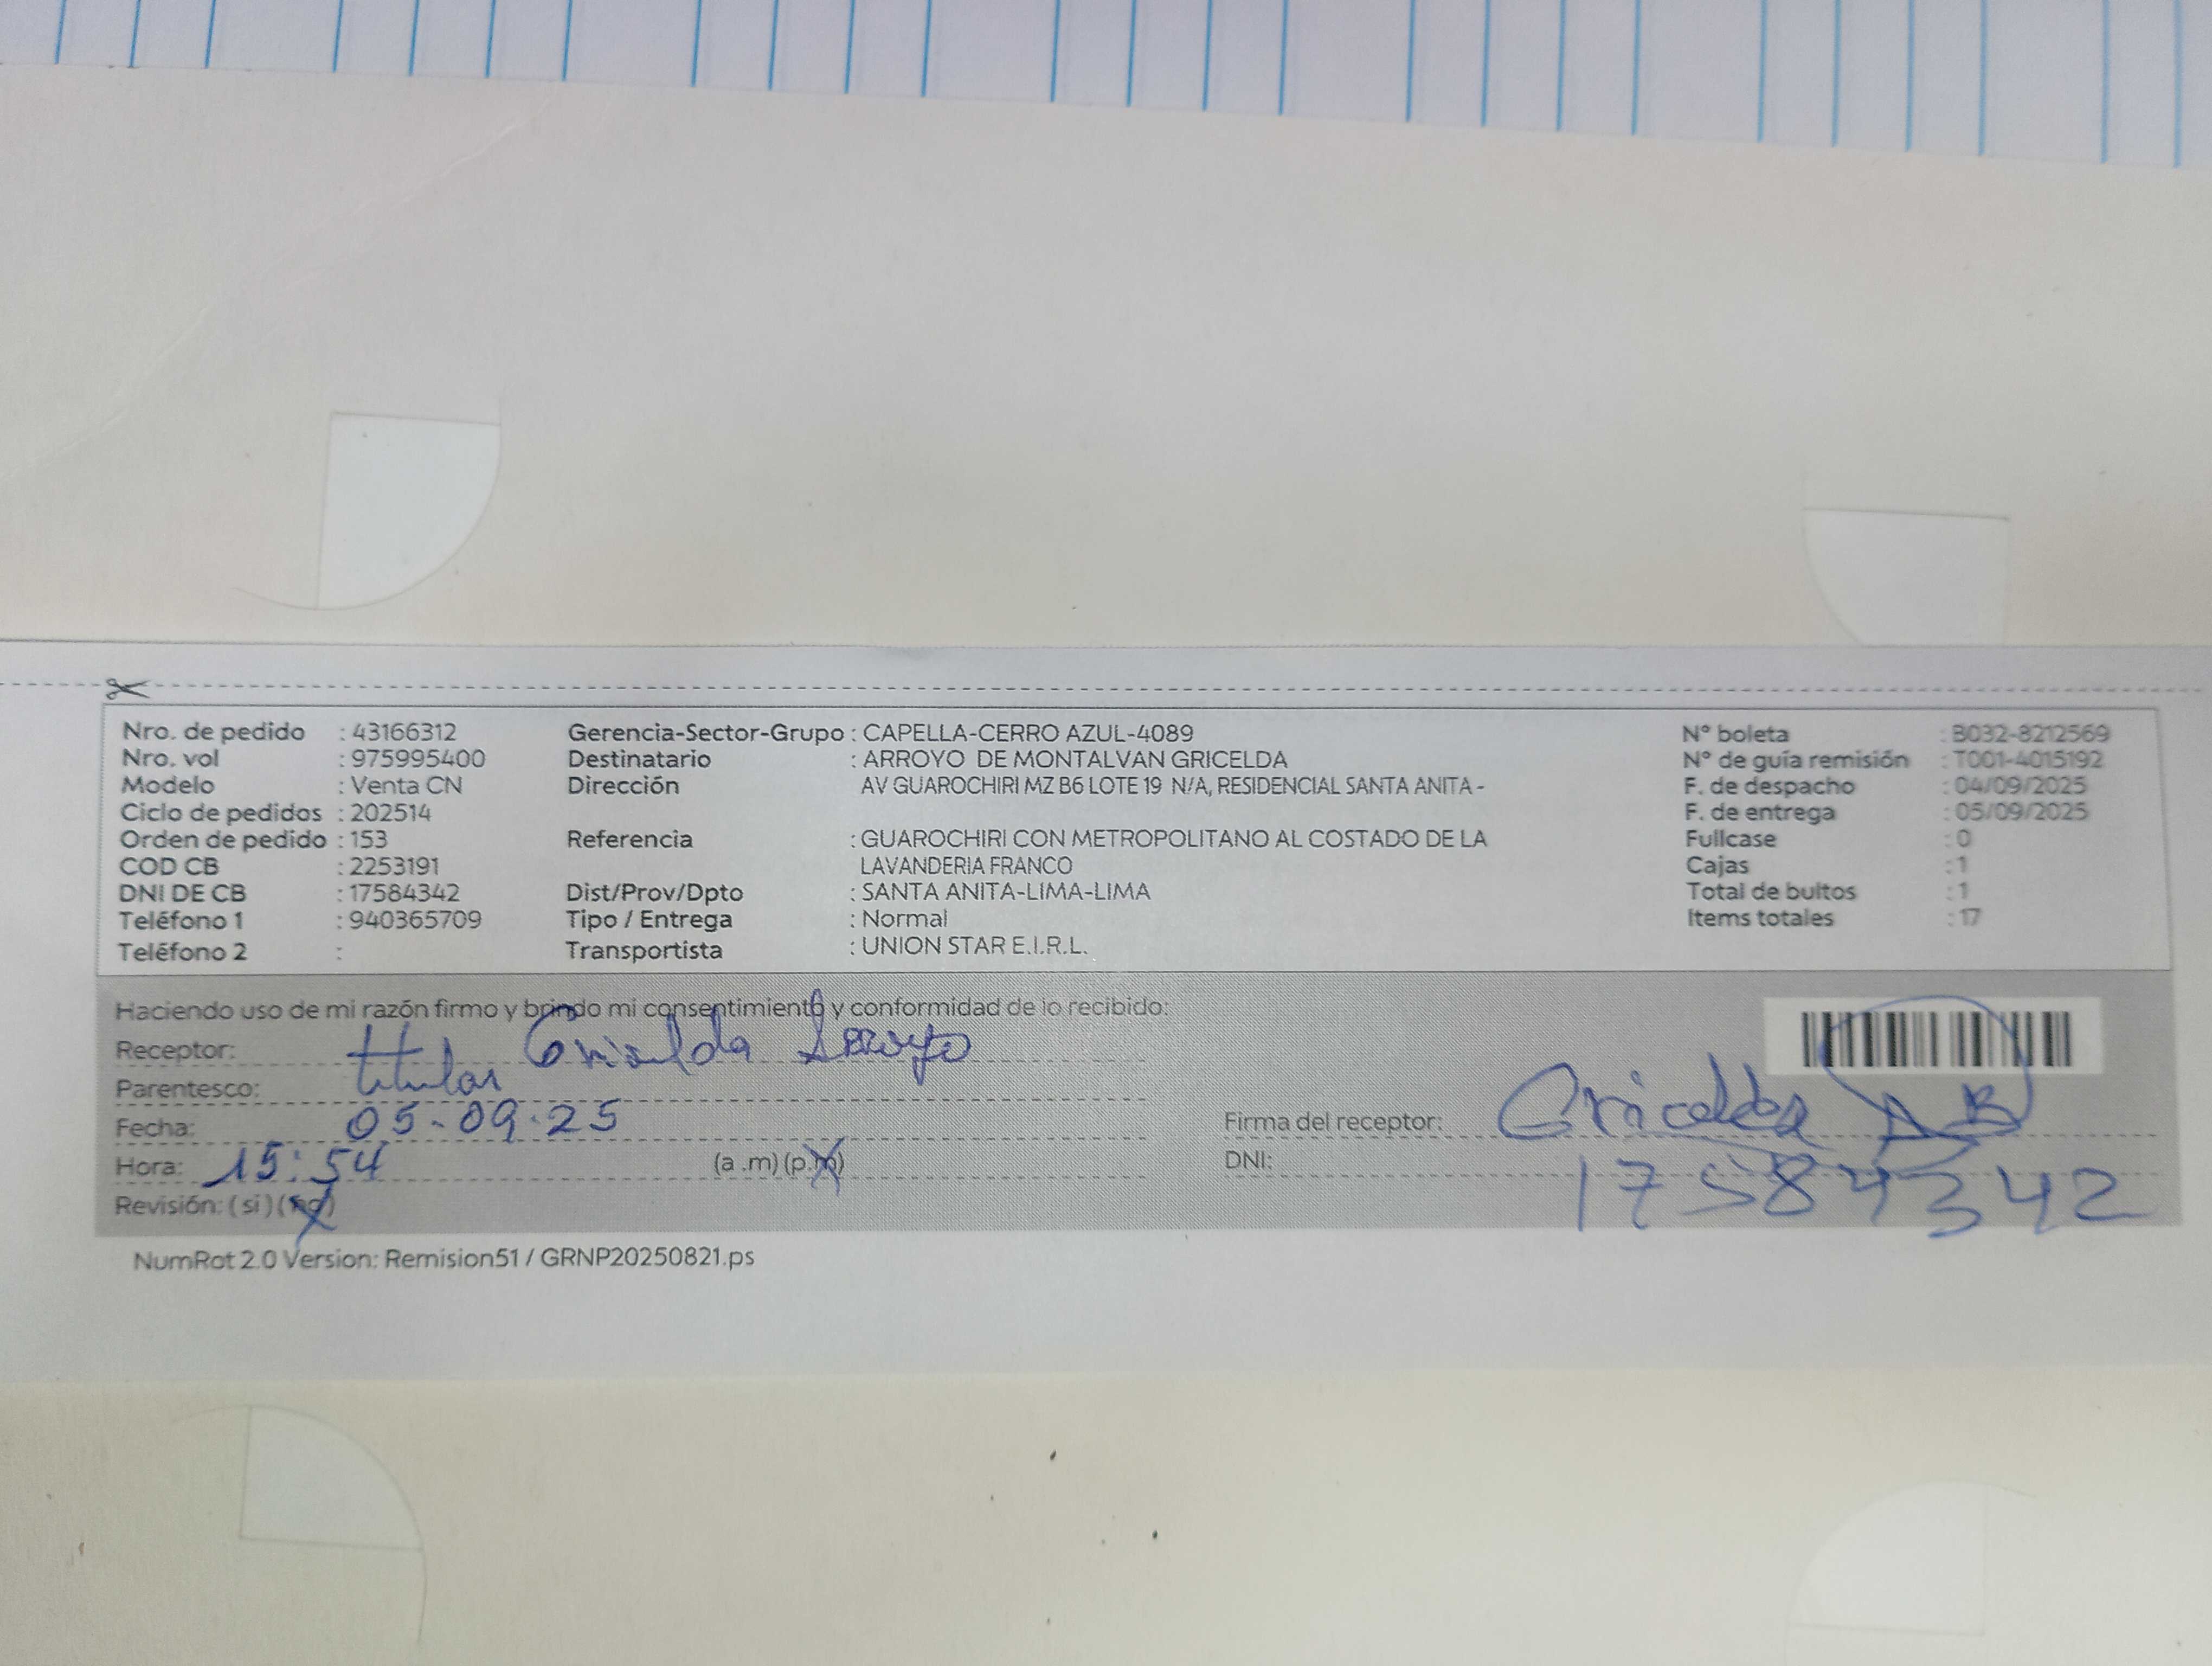 Nro. de pedido : 43166312 Gerencia-Sector-Grupo : CAPELLA-CERRO AZUL-4089 N° boleta : B032-8212569
Nro. vol : 975995400 Destinatario : ARROYO DE MONTALVAN GRICELDA N° de guía remisión : T001-4015192
Modelo : Venta CN Dirección AV GUAROCHIRI MZ B6 LOTE 19 N/A, RESIDENCIAL SANTA ANITA - F. de despacho : 04/09/2025
Ciclo de pedidos : 202514 F. de entrega : 05/09/2025
Orden de pedido : 153 Referencia : GUAROCHIRI CON METROPOLITANO AL COSTADO DE LA Fullcase : 0
COD CB : 2253191 LAVANDERIA FRANCO Cajas : 1
DNI DE CB : 17584342 Dist/Prov/Dpto : SANTA ANITA-LIMA-LIMA Total de bultos : 1
Teléfono 1 : 940365709 Tipo / Entrega : Normal Items totales : 17
Teléfono 2 : Transportista : UNION STAR E.I.R.L.
Haciendo uso de mi razón firmo y brindo mi consentimiento y conformidad de lo recibido:
Receptor: Griselda Arroyo
Parentesco: titular
Fecha: 05-09-25 Firma del receptor: Gricelda A B
Hora: 15:54 (a.m) (p.m) DNI: 17584342
Revisión: (si) (no)
NumRot 2.0 Version: Remision51 / GRNP20250821.ps